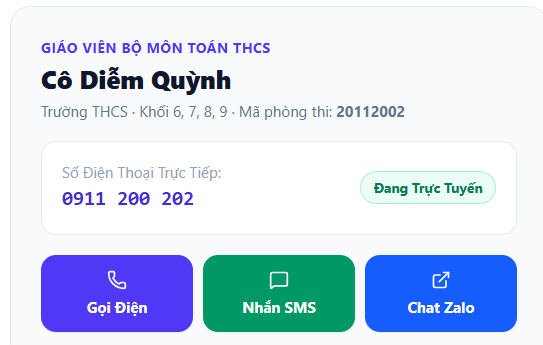 GIÁO VIÊN BỘ MÔN TOÁN THCS
Cô Diễm Quỳnh
Trường THCS · Khối 6, 7, 8, 9 · Mã phòng thi: 20112002
Số Điện Thoại Trực Tiếp:
0911 200 202
Đang Trực Tuyến
Gọi Điện
Nhắn SMS
Chat Zalo